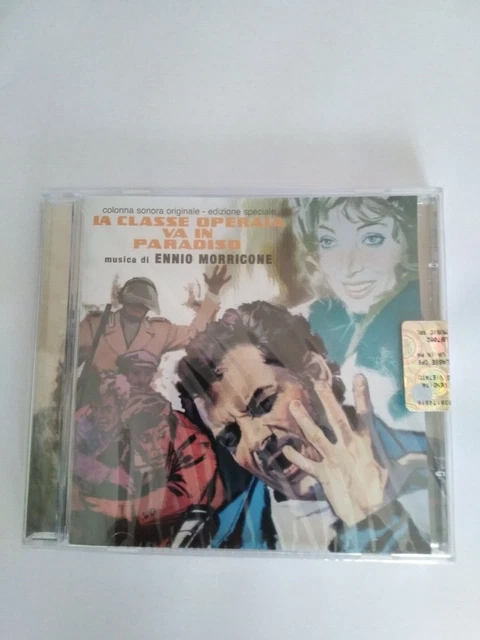 colonna sonora originale - edizione speciale
LA CLASSE OPERAIA
VA IN
PARADISO
musica di ENNIO MORRICONE